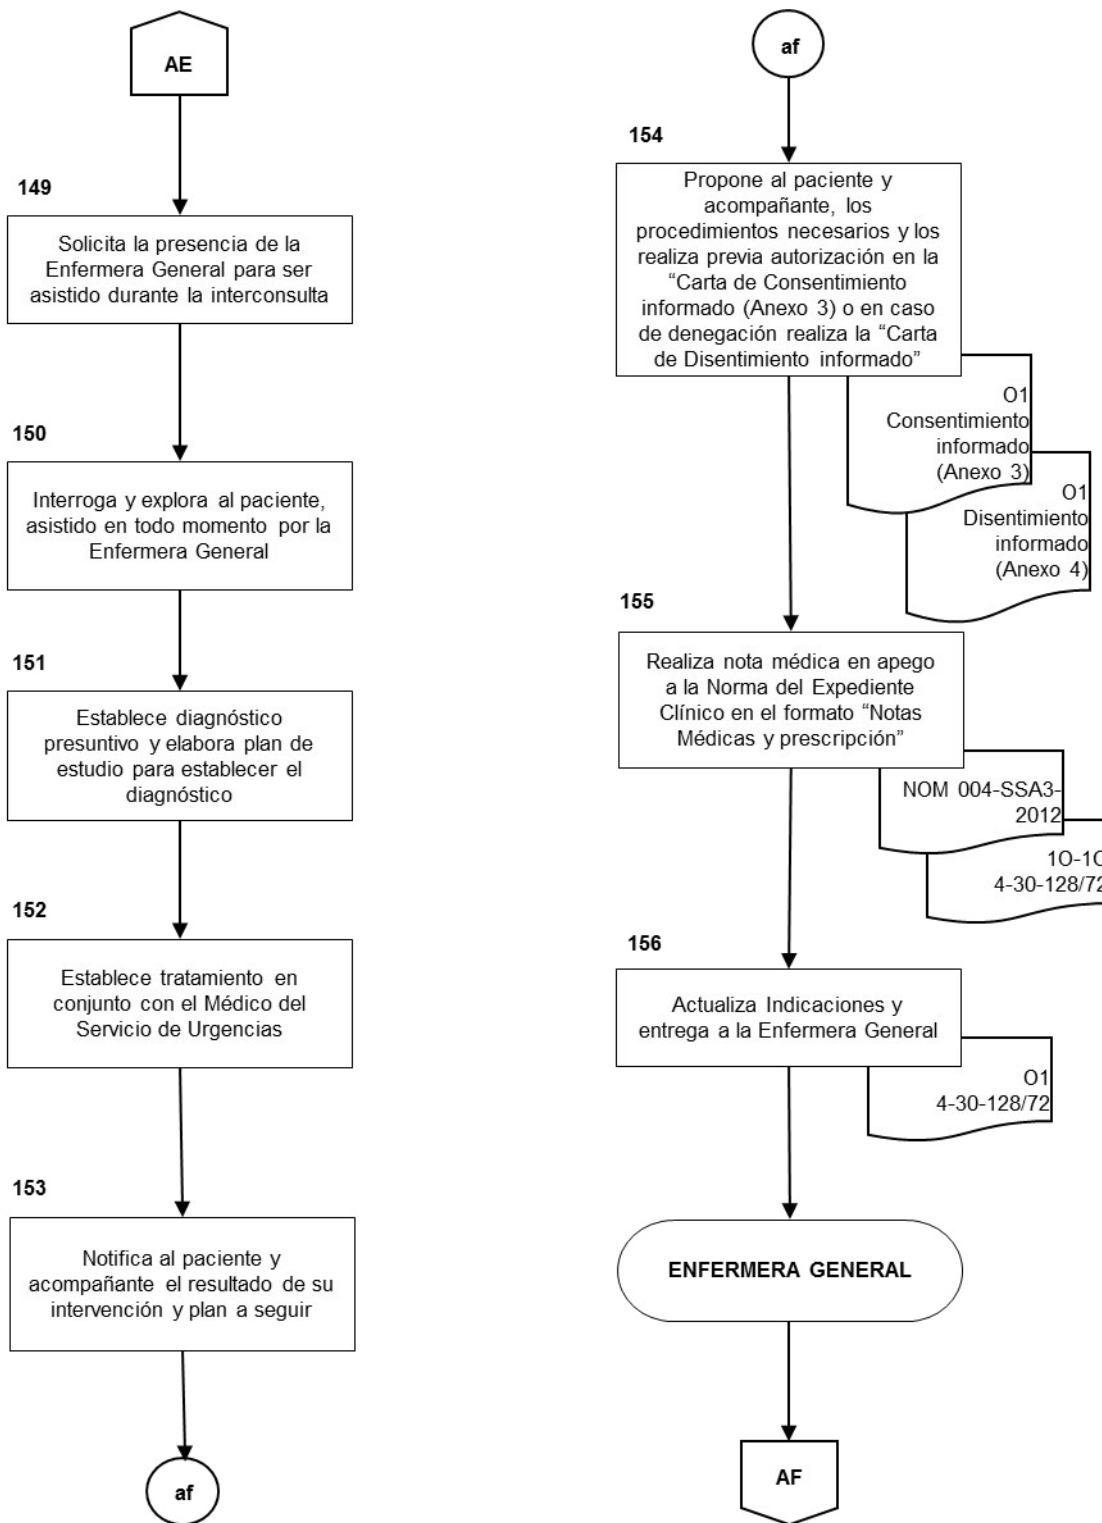 AE
149
Solicita la presencia de la
Enfermera General para ser
asistido durante la interconsulta
150
Interroga y explora al paciente,
asistido en todo momento por la
Enfermera General
151
Establece diagnóstico
presuntivo y elabora plan de
estudio para establecer el
diagnóstico
152
Establece tratamiento en
conjunto con el Médico del
Servicio de Urgencias
153
Notifica al paciente y
acompañante el resultado de su
intervención y plan a seguir
af
af
154
Propone al paciente y
acompañante, los
procedimientos necesarios y los
realiza previa autorización en la
“Carta de Consentimiento
informado (Anexo 3) o en caso
de denegación realiza la “Carta
de Disentimiento informado”
O1
Consentimiento
informado
(Anexo 3)
O1
Disentimiento
informado
(Anexo 4)
155
Realiza nota médica en apego
a la Norma del Expediente
Clínico en el formato “Notas
Médicas y prescripción”
NOM 004-SSA3-
2012
1O-1C
4-30-128/72
156
Actualiza Indicaciones y
entrega a la Enfermera General
O1
4-30-128/72
ENFERMERA GENERAL
AF